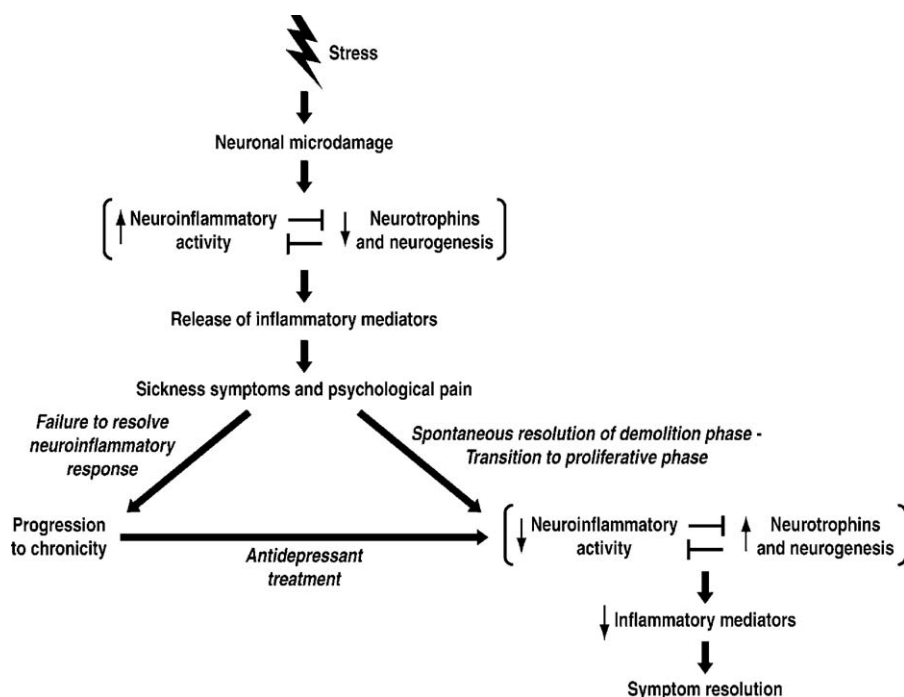 Stress
Neuronal microdamage
Neuroinflammatory
activity
Neurotrophins
and neurogenesis
Release of inflammatory mediators
Sickness symptoms and psychological pain
Failure to resolve
neuroinflammatory
response
Spontaneous resolution of demolition phase -
Transition to proliferative phase
Progression
to chronicity
Antidepressant
treatment
Neuroinflammatory
activity
Neurotrophins
and neurogenesis
Inflammatory mediators
Symptom resolution